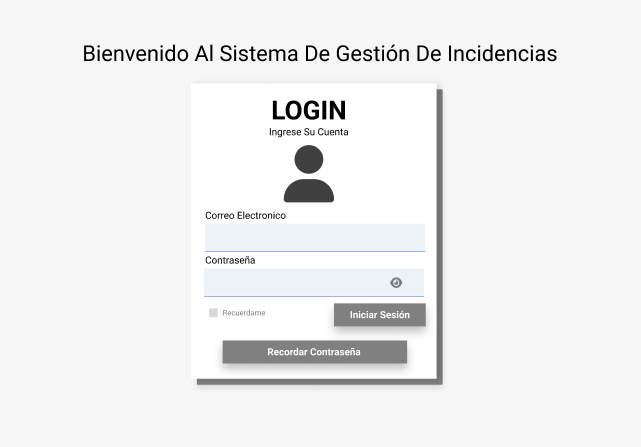 Bienvenido Al Sistema De Gestión De Incidencias
LOGIN
Ingrese Su Cuenta
Correo Electronico
Contraseña
Recuerdame
Iniciar Sesión
Recordar Contraseña